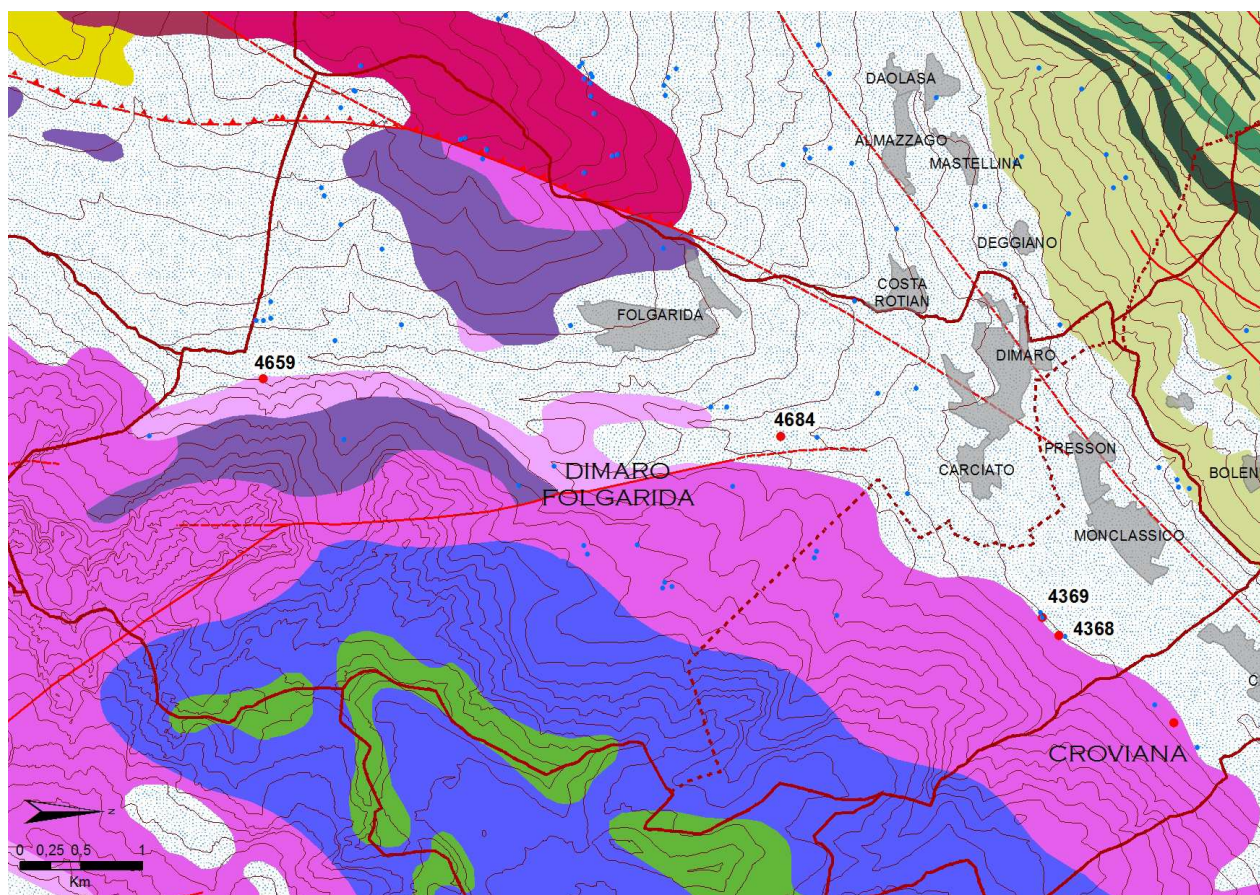 DAOLASA
ALMAZZAGO
MASTELLINA
DEGGIANO
COSTA
ROTIAN
FOLGARIDA
DIMARO
4659
4684
PRESSON
CARCIATO
BOLEN
DIMARO
FOLGARIDA
MONCLASSICO
4369
4368
C
CROVIANA
N
0 0,25 0,5 1
Km